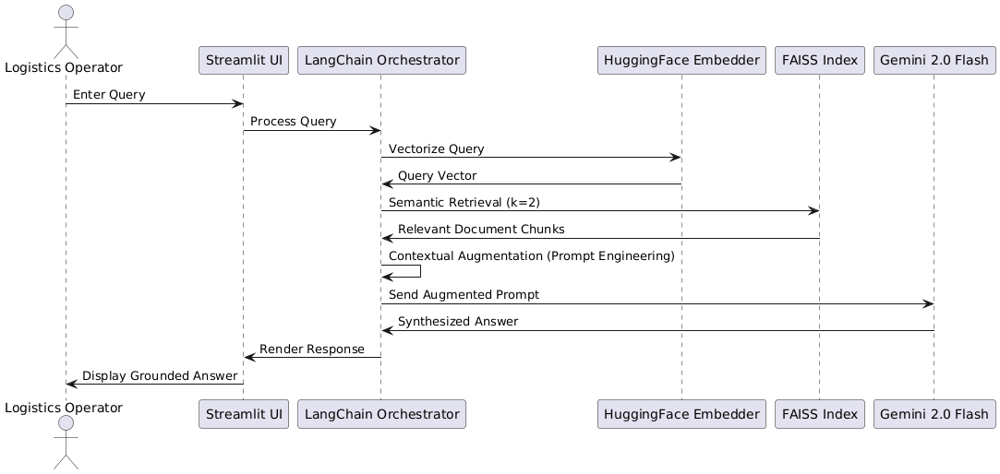 Logistics Operator
Streamlit UI
LangChain Orchestrator
HuggingFace Embedder
FAISS Index
Gemini 2.0 Flash
Enter Query
Process Query
Vectorize Query
Query Vector
Semantic Retrieval (k=2)
Relevant Document Chunks
Contextual Augmentation (Prompt Engineering)
Send Augmented Prompt
Synthesized Answer
Render Response
Display Grounded Answer
Logistics Operator
Streamlit UI
LangChain Orchestrator
HuggingFace Embedder
FAISS Index
Gemini 2.0 Flash